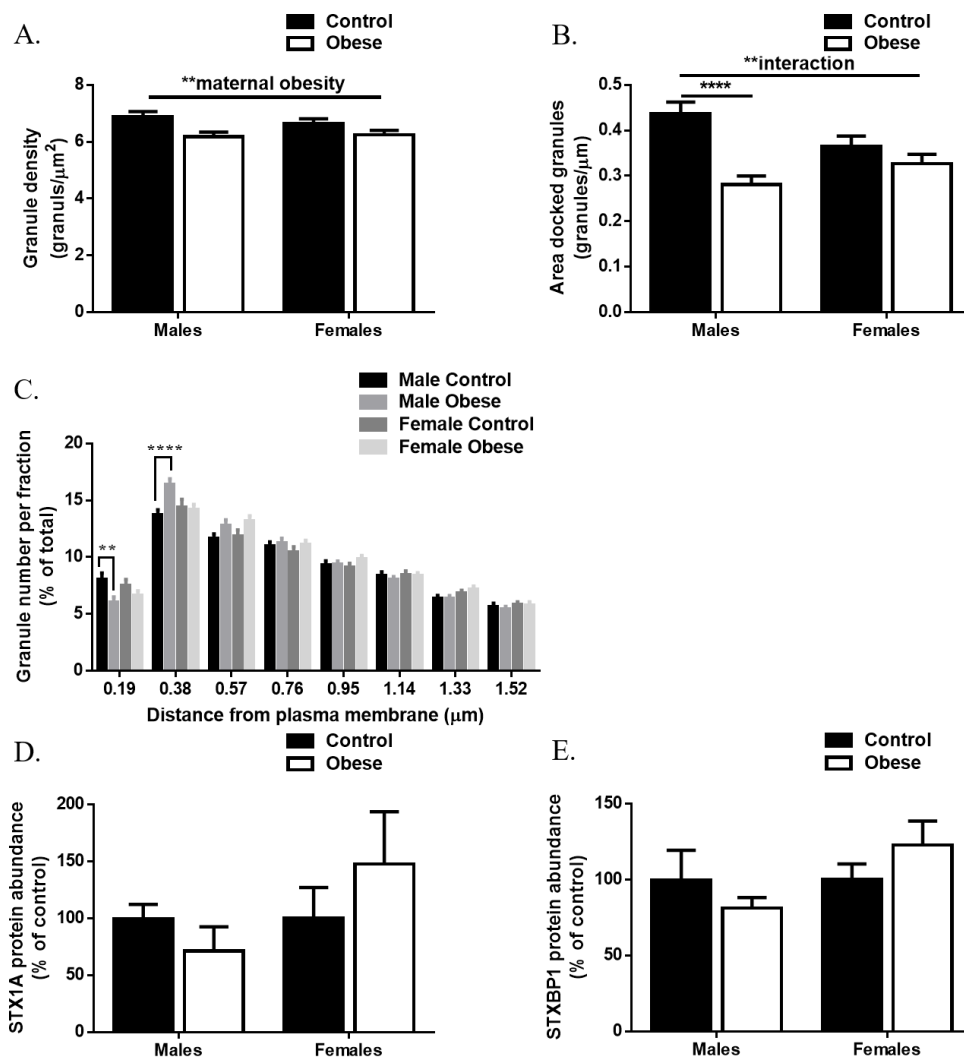 A.
Control
Obese
**maternal obesity
Granule density
(granuls/μm²)
8
6
4
2
0
Males
Females
B.
Control
Obese
**interaction
****
Area docked granules
(granules/μm)
0.5
0.4
0.3
0.2
0.1
0.0
Males
Females
C.
Male Control
Male Obese
Female Control
Female Obese
Granule number per fraction
(% of total)
20
15
10
5
0
**
****
0.19 0.38 0.57 0.76 0.95 1.14 1.33 1.52
Distance from plasma membrane (μm)
D.
Control
Obese
STX1A protein abundance
(% of control)
200
150
100
50
0
Males
Females
E.
Control
Obese
STXBP1 protein abundance
(% of control)
150
100
50
0
Males
Females